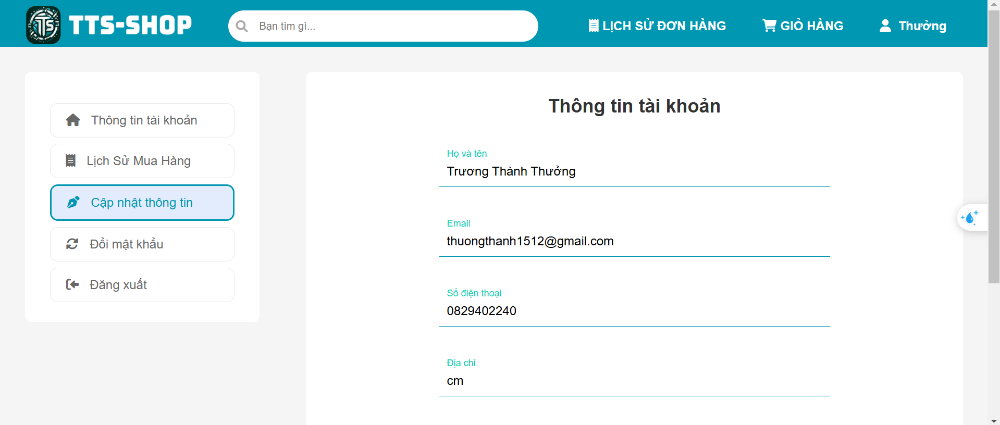 TS
TTS-SHOP
Bạn tìm gì...
LỊCH SỬ ĐƠN HÀNG
GIỎ HÀNG
Thưởng
Thông tin tài khoản
Lịch Sử Mua Hàng
Cập nhật thông tin
Đổi mật khẩu
Đăng xuất
Thông tin tài khoản
Họ và tên
Trương Thành Thưởng
Email
thuongthanh1512@gmail.com
Số điện thoại
0829402240
Địa chỉ
cm